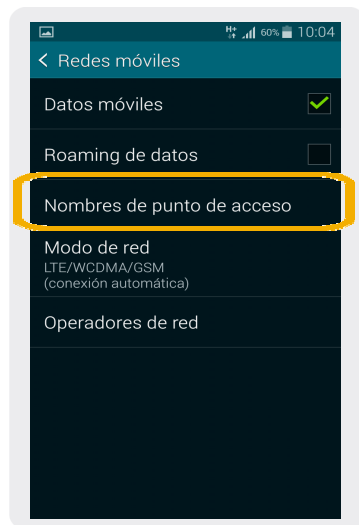 H+ 60% 10:04
< Redes móviles
Datos móviles
Roaming de datos
Nombres de punto de acceso
Modo de red
LTE/WCDMA/GSM
(conexión automática)
Operadores de red